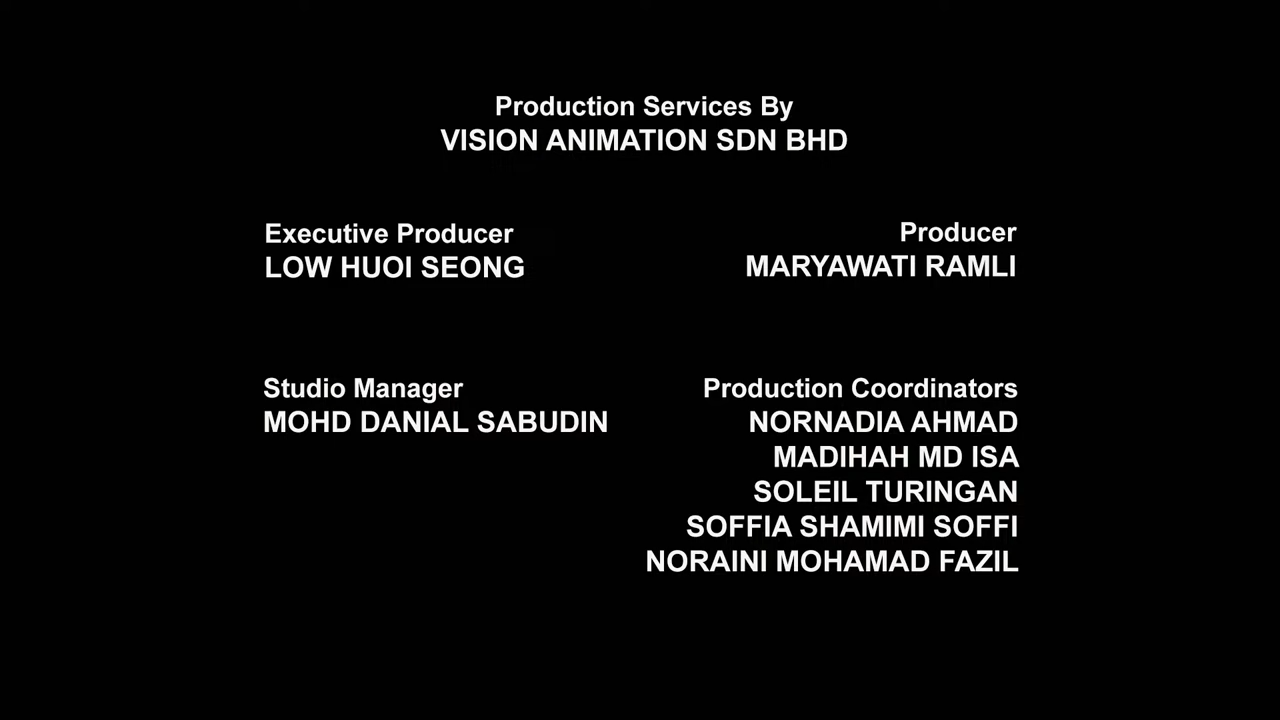 Production Services By
VISION ANIMATION SDN BHD
Executive Producer
LOW HUOI SEONG
Producer
MARYAWATI RAMLI
Studio Manager
MOHD DANIAL SABUDIN
Production Coordinators
NORNADIA AHMAD
MADIHAH MD ISA
SOLEIL TURINGAN
SOFFIA SHAMIMI SOFFI
NORAINI MOHAMAD FAZIL